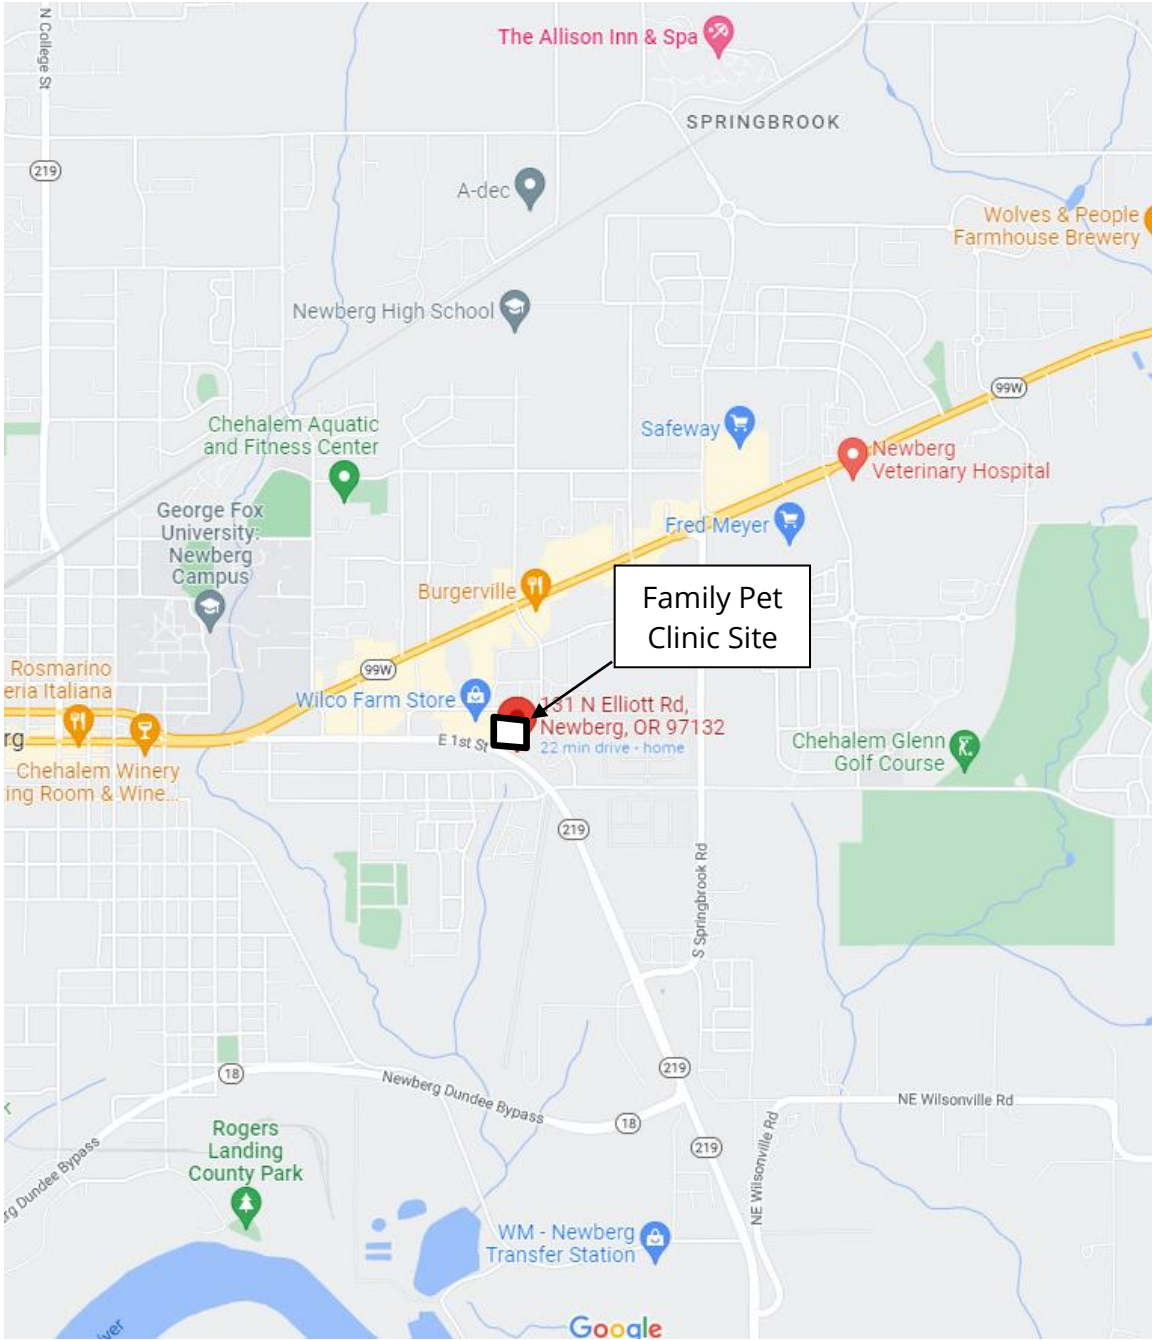 N College St
The Allison Inn & Spa
SPRINGBROOK
219
A-dec
Wolves & People
Farmhouse Brewery
Newberg High School
99W
Chehalem Aquatic
and Fitness Center
Safeway
Newberg
Veterinary Hospital
George Fox
University:
Newberg
Campus
Fred Meyer
Burgerville
Family Pet
Clinic Site
99W
Rosmarino
eria Italiana
Wilco Farm Store
131 N Elliott Rd,
Newberg, OR 97132
22 min drive - home
rg
E 1st St
Chehalem Glenn
Golf Course
Chehalem Winery
ing Room & Wine...
219
S Springbrook Rd
219
18
Newberg Dundee Bypass
NE Wilsonville Rd
18
Rogers
Landing
County Park
219
NE Wilsonville Rd
rg Dundee Bypass
WM - Newberg
Transfer Station
Google
ver